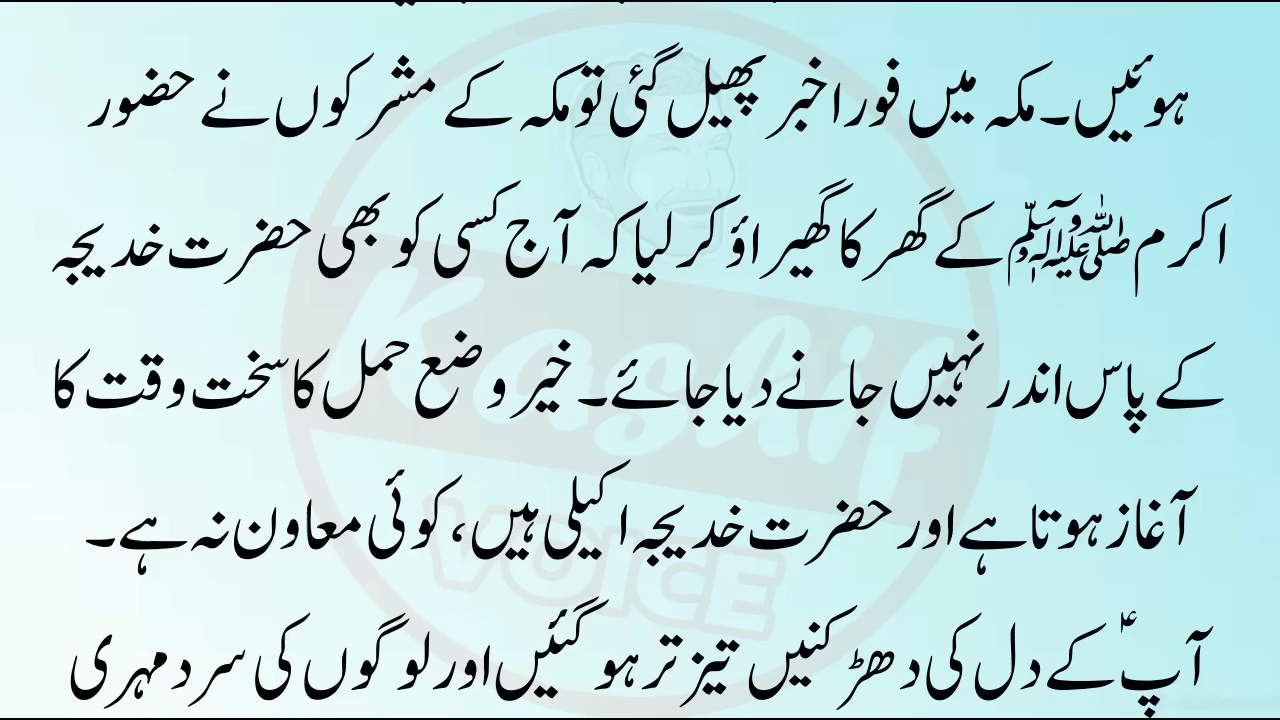 ہوئیں۔ مکہ میں فورا خبر پھیل گئی تو مکہ کے مشرکوں نے حضور
اکرم ﷺ کے گھر کا گھیراؤ کر لیا کہ آج کسی کو بھی حضرت خدیجہ
کے پاس اندر نہیں جانے دیا جائے۔ خیر وضع حمل کا سخت وقت کا
آغاز ہوتا ہے اور حضرت خدیجہ اکیلی ہیں، کوئی معاون نہ ہے۔
آپؑ کے دل کی دھڑکنیں تیز تر ہو گئیں اور لوگوں کی سرد مہری
Kashif
VOICE